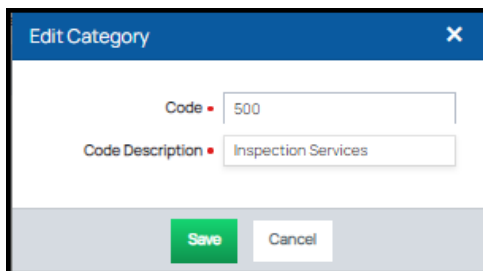 Edit Category
Code 500
Code Description Inspection Services
Save Cancel